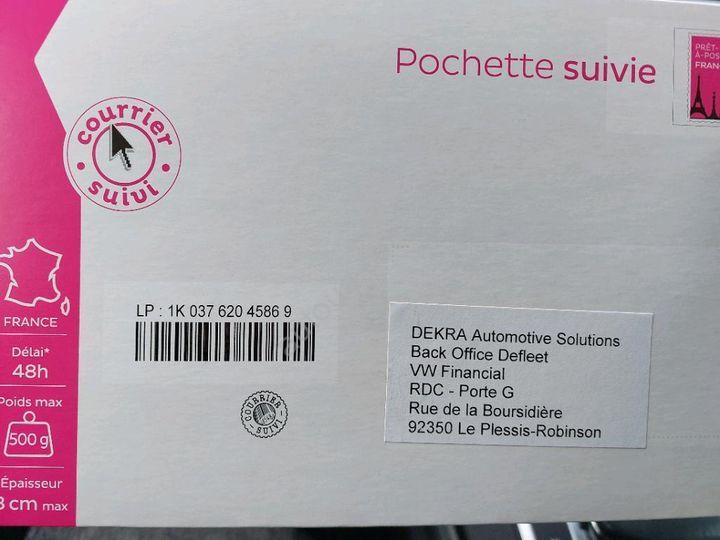 Pochette suivie
PRÊT-
À-POS
FRAN
courrier
suivi
FRANCE
Délai*
48h
Poids max
500 g
Épaisseur
3 cm max
LP : 1K 037 620 4586 9
COURRIER
SUIVI
DEKRA Automotive Solutions
Back Office Defleet
VW Financial
RDC - Porte G
Rue de la Boursidière
92350 Le Plessis-Robinson